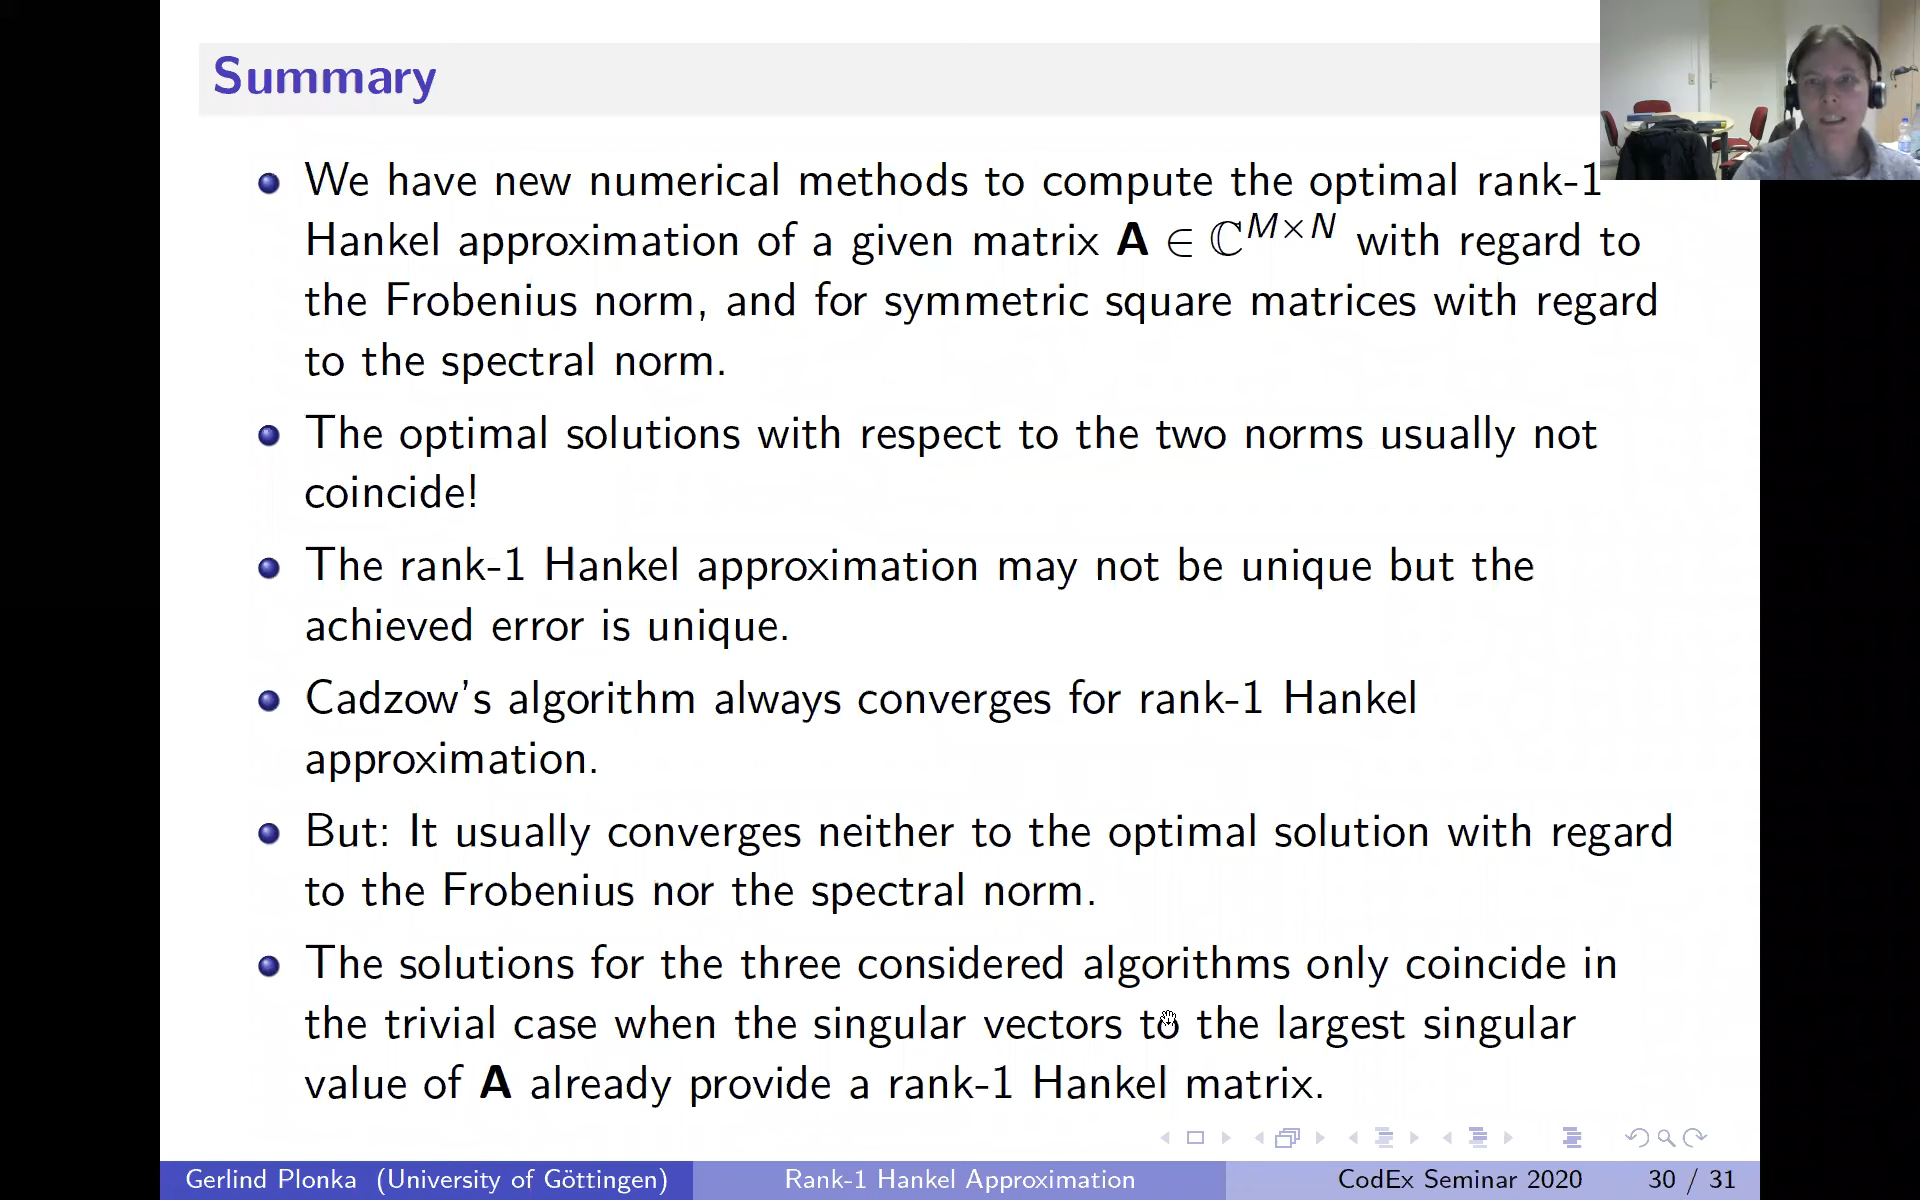 Summary
We have new numerical methods to compute the optimal rank-1
Hankel approximation of a given matrix A ∈ ℂ^{M×N} with regard to
the Frobenius norm, and for symmetric square matrices with regard
to the spectral norm.
The optimal solutions with respect to the two norms usually not
coincide!
The rank-1 Hankel approximation may not be unique but the
achieved error is unique.
Cadzow's algorithm always converges for rank-1 Hankel
approximation.
But: It usually converges neither to the optimal solution with regard
to the Frobenius nor the spectral norm.
The solutions for the three considered algorithms only coincide in
the trivial case when the singular vectors to the largest singular
value of A already provide a rank-1 Hankel matrix.
Gerlind Plonka (University of Göttingen) Rank-1 Hankel Approximation CodEx Seminar 2020 30 / 31